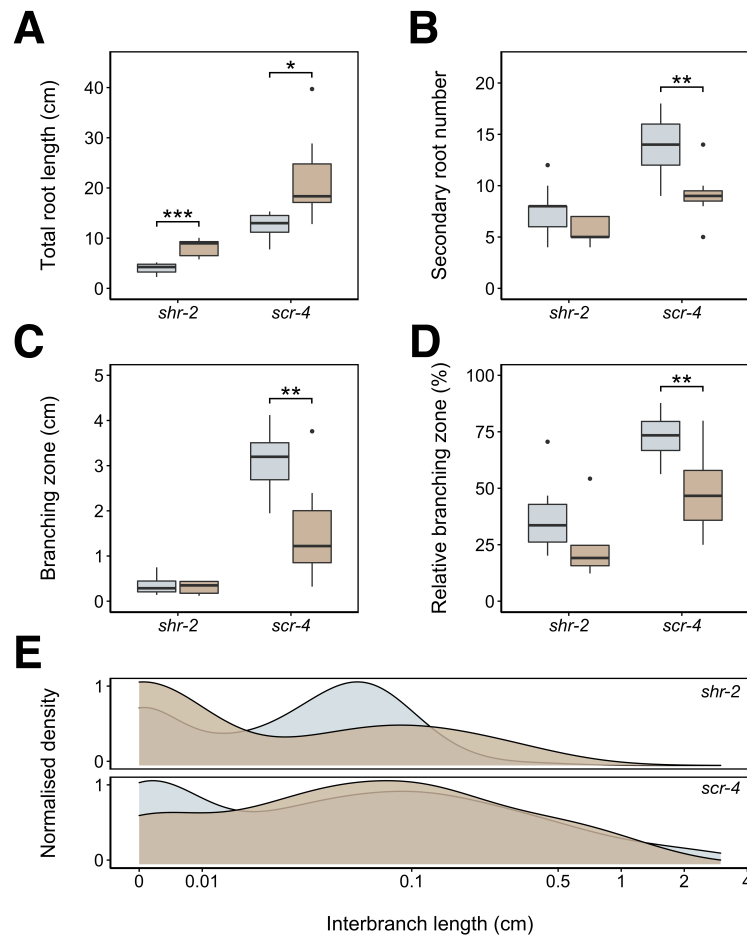 A
Total root length (cm)
40
30
20
10
0
***
*
shr-2
scr-4
B
Secondary root number
20
15
10
5
0
**
shr-2
scr-4
C
Branching zone (cm)
5
4
3
2
1
0
**
shr-2
scr-4
D
Relative branching zone (%)
100
75
50
25
0
**
shr-2
scr-4
E
Normalised density
1
0
shr-2
1
0
scr-4
0 0.01 0.1 0.5 1 2 4
Interbranch length (cm)